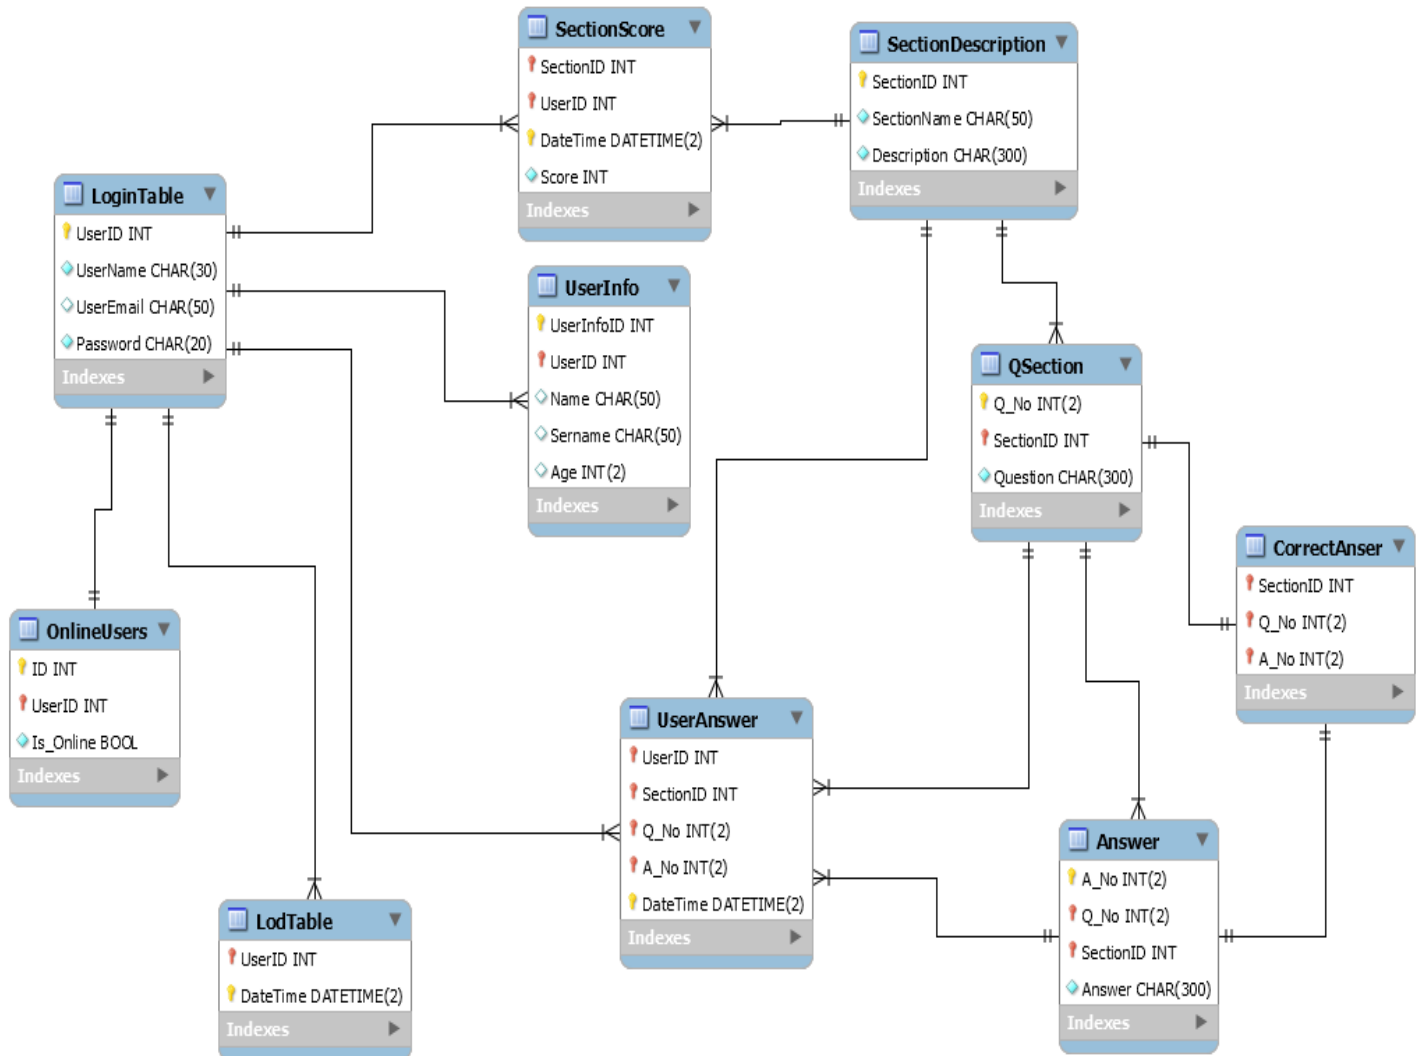 SectionScore
SectionID INT
UserID INT
DateTime DATETIME(2)
Score INT
Indexes
SectionDescription
SectionID INT
SectionName CHAR(50)
Description CHAR(300)
Indexes
LoginTable
UserID INT
UserName CHAR(30)
UserEmail CHAR(50)
Password CHAR(20)
Indexes
UserInfo
UserInfoID INT
UserID INT
Name CHAR(50)
Sername CHAR(50)
Age INT(2)
Indexes
QSection
Q_No INT(2)
SectionID INT
Question CHAR(300)
Indexes
CorrectAnser
SectionID INT
Q_No INT(2)
A_No INT(2)
Indexes
OnlineUsers
ID INT
UserID INT
Is_Online BOOL
Indexes
UserAnswer
UserID INT
SectionID INT
Q_No INT(2)
A_No INT(2)
DateTime DATETIME(2)
Indexes
Answer
A_No INT(2)
Q_No INT(2)
SectionID INT
Answer CHAR(300)
Indexes
LodTable
UserID INT
DateTime DATETIME(2)
Indexes